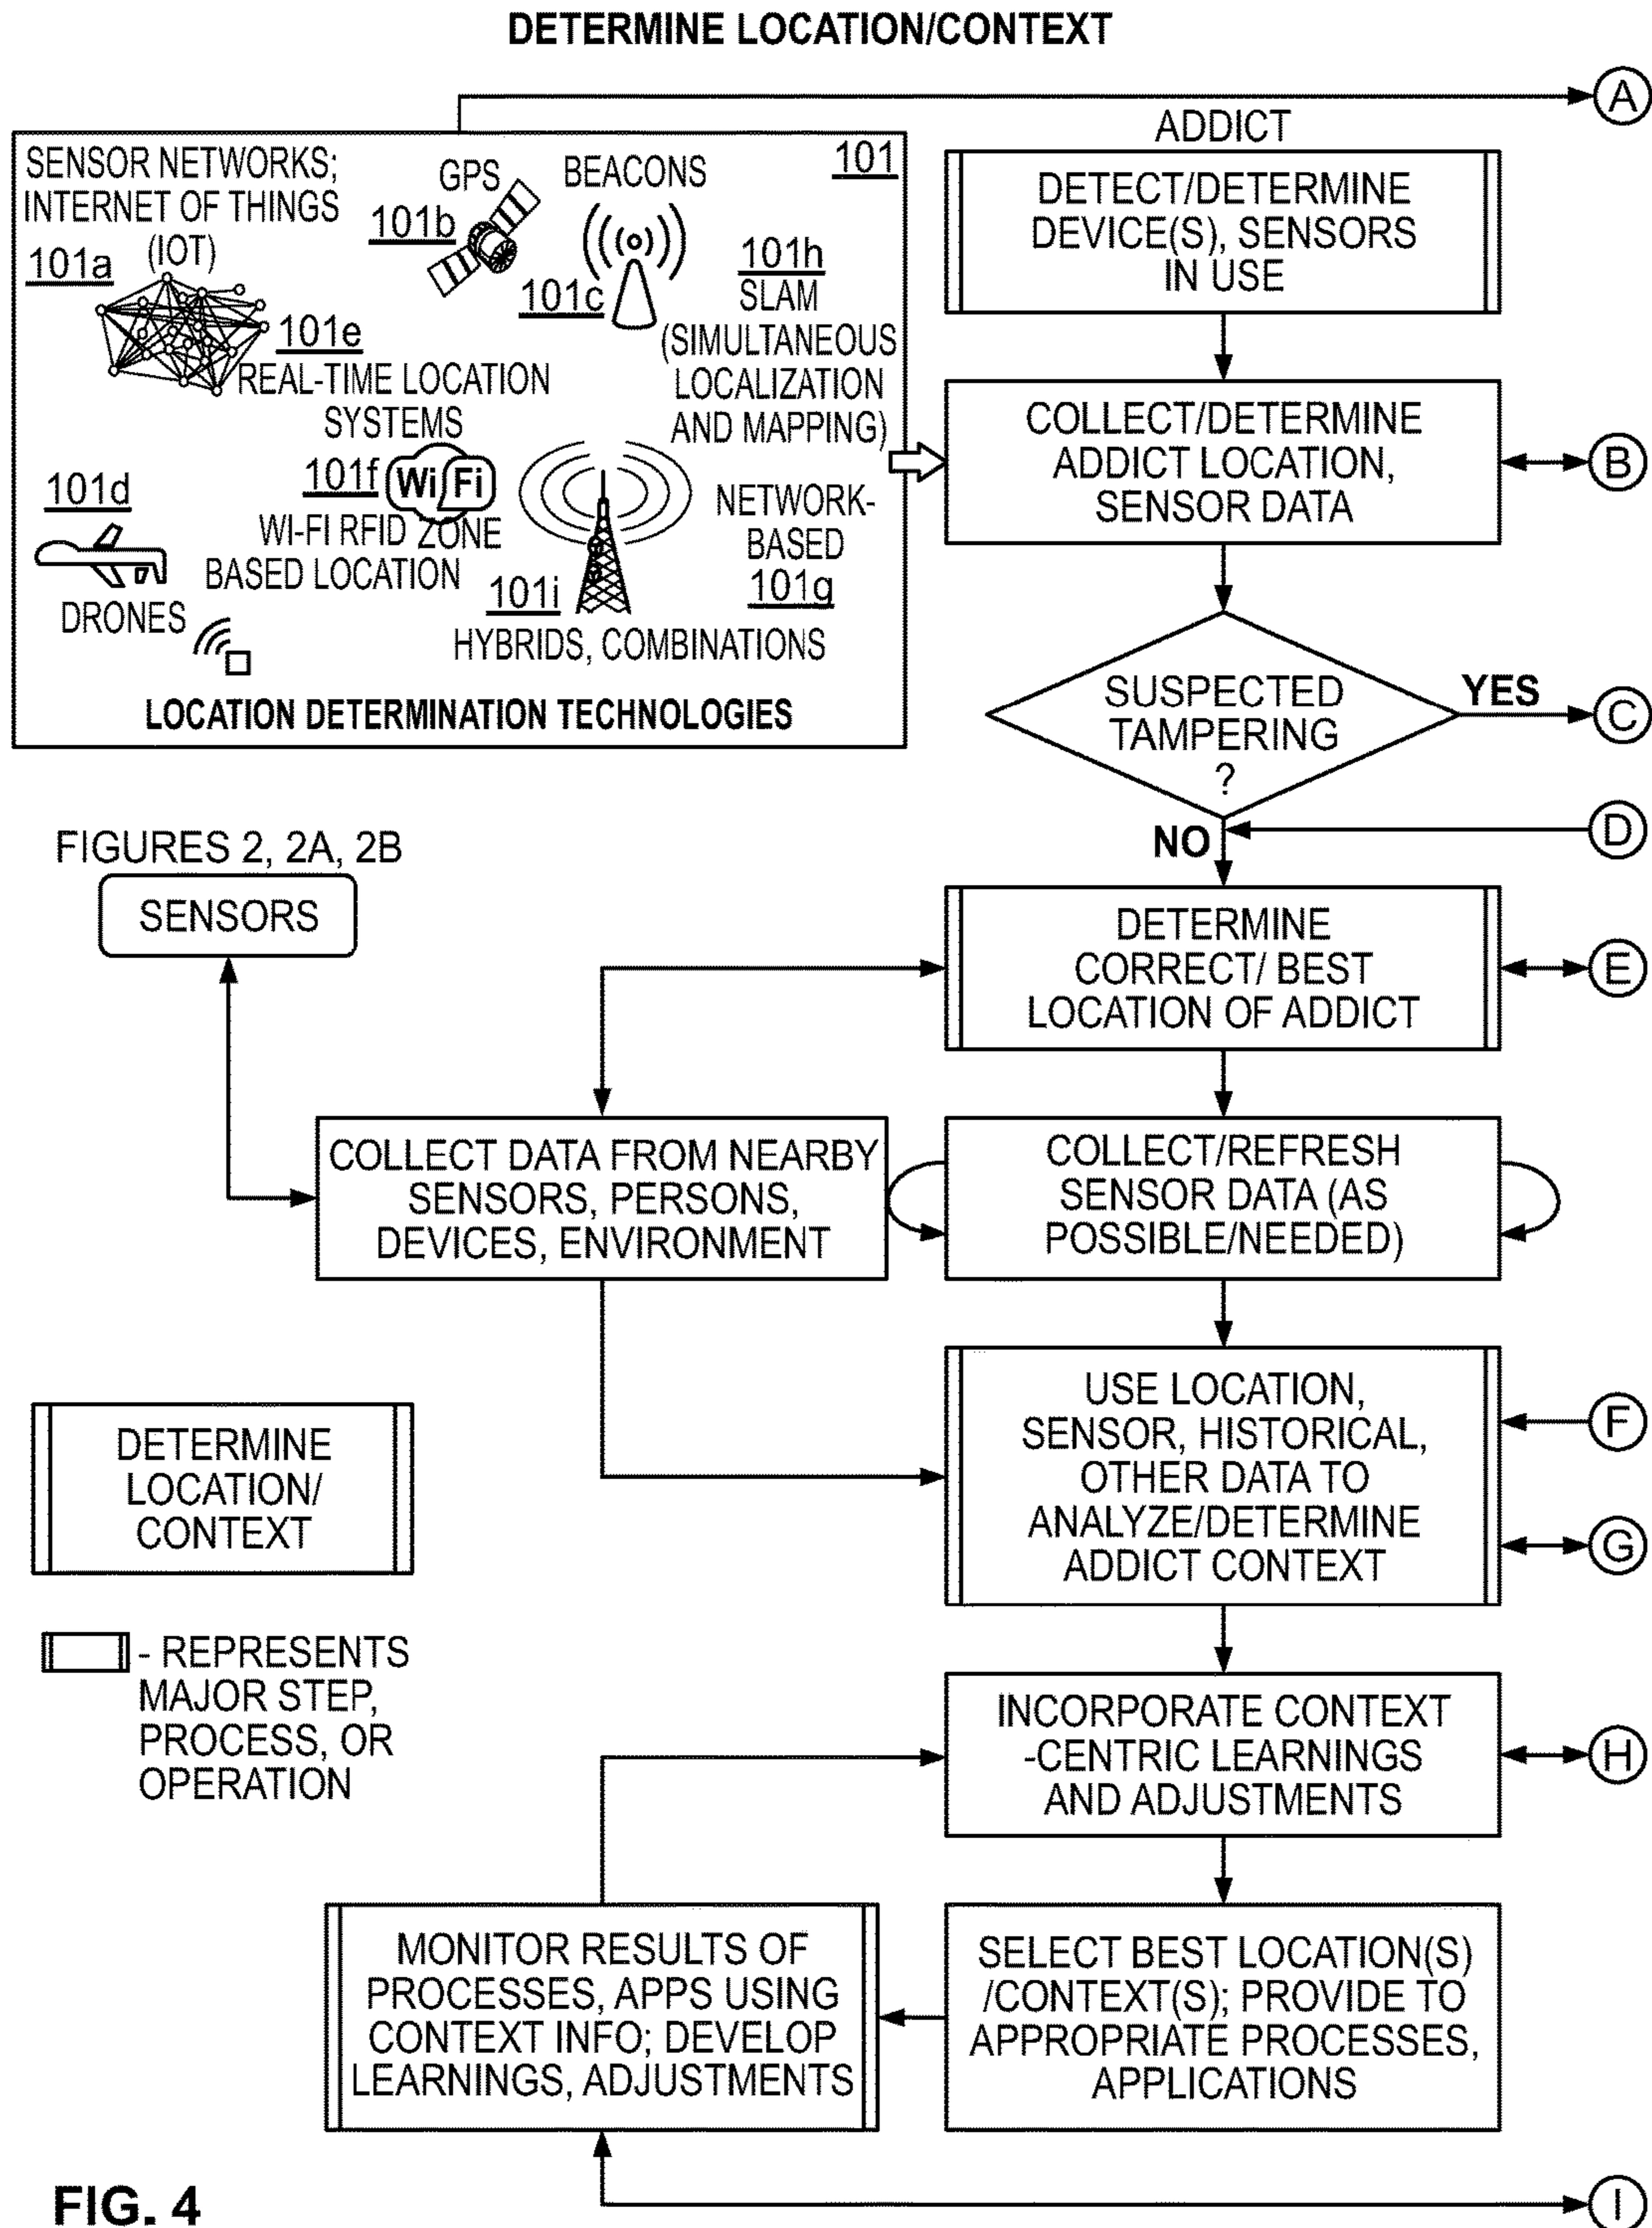 DETERMINE LOCATION/CONTEXT
A
ADDICT
SENSOR NETWORKS;
INTERNET OF THINGS
(IOT)
101a
GPS
101b
BEACONS
101c
101
101h
SLAM
(SIMULTANEOUS
LOCALIZATION
AND MAPPING)
101e
REAL-TIME LOCATION
SYSTEMS
101f
Wi Fi
WI-FI RFID ZONE
BASED LOCATION
101d
DRONES
NETWORK-
BASED
101g
101i
HYBRIDS, COMBINATIONS
LOCATION DETERMINATION TECHNOLOGIES
DETECT/DETERMINE
DEVICE(S), SENSORS
IN USE
COLLECT/DETERMINE
ADDICT LOCATION,
SENSOR DATA
B
SUSPECTED
TAMPERING
?
YES
C
NO
D
FIGURES 2, 2A, 2B
SENSORS
DETERMINE
CORRECT/ BEST
LOCATION OF ADDICT
E
COLLECT DATA FROM NEARBY
SENSORS, PERSONS,
DEVICES, ENVIRONMENT
COLLECT/REFRESH
SENSOR DATA (AS
POSSIBLE/NEEDED)
DETERMINE
LOCATION/
CONTEXT
USE LOCATION,
SENSOR, HISTORICAL,
OTHER DATA TO
ANALYZE/DETERMINE
ADDICT CONTEXT
F
G
- REPRESENTS
MAJOR STEP,
PROCESS, OR
OPERATION
INCORPORATE CONTEXT
-CENTRIC LEARNINGS
AND ADJUSTMENTS
H
MONITOR RESULTS OF
PROCESSES, APPS USING
CONTEXT INFO; DEVELOP
LEARNINGS, ADJUSTMENTS
SELECT BEST LOCATION(S)
/CONTEXT(S); PROVIDE TO
APPROPRIATE PROCESSES,
APPLICATIONS
I
FIG. 4